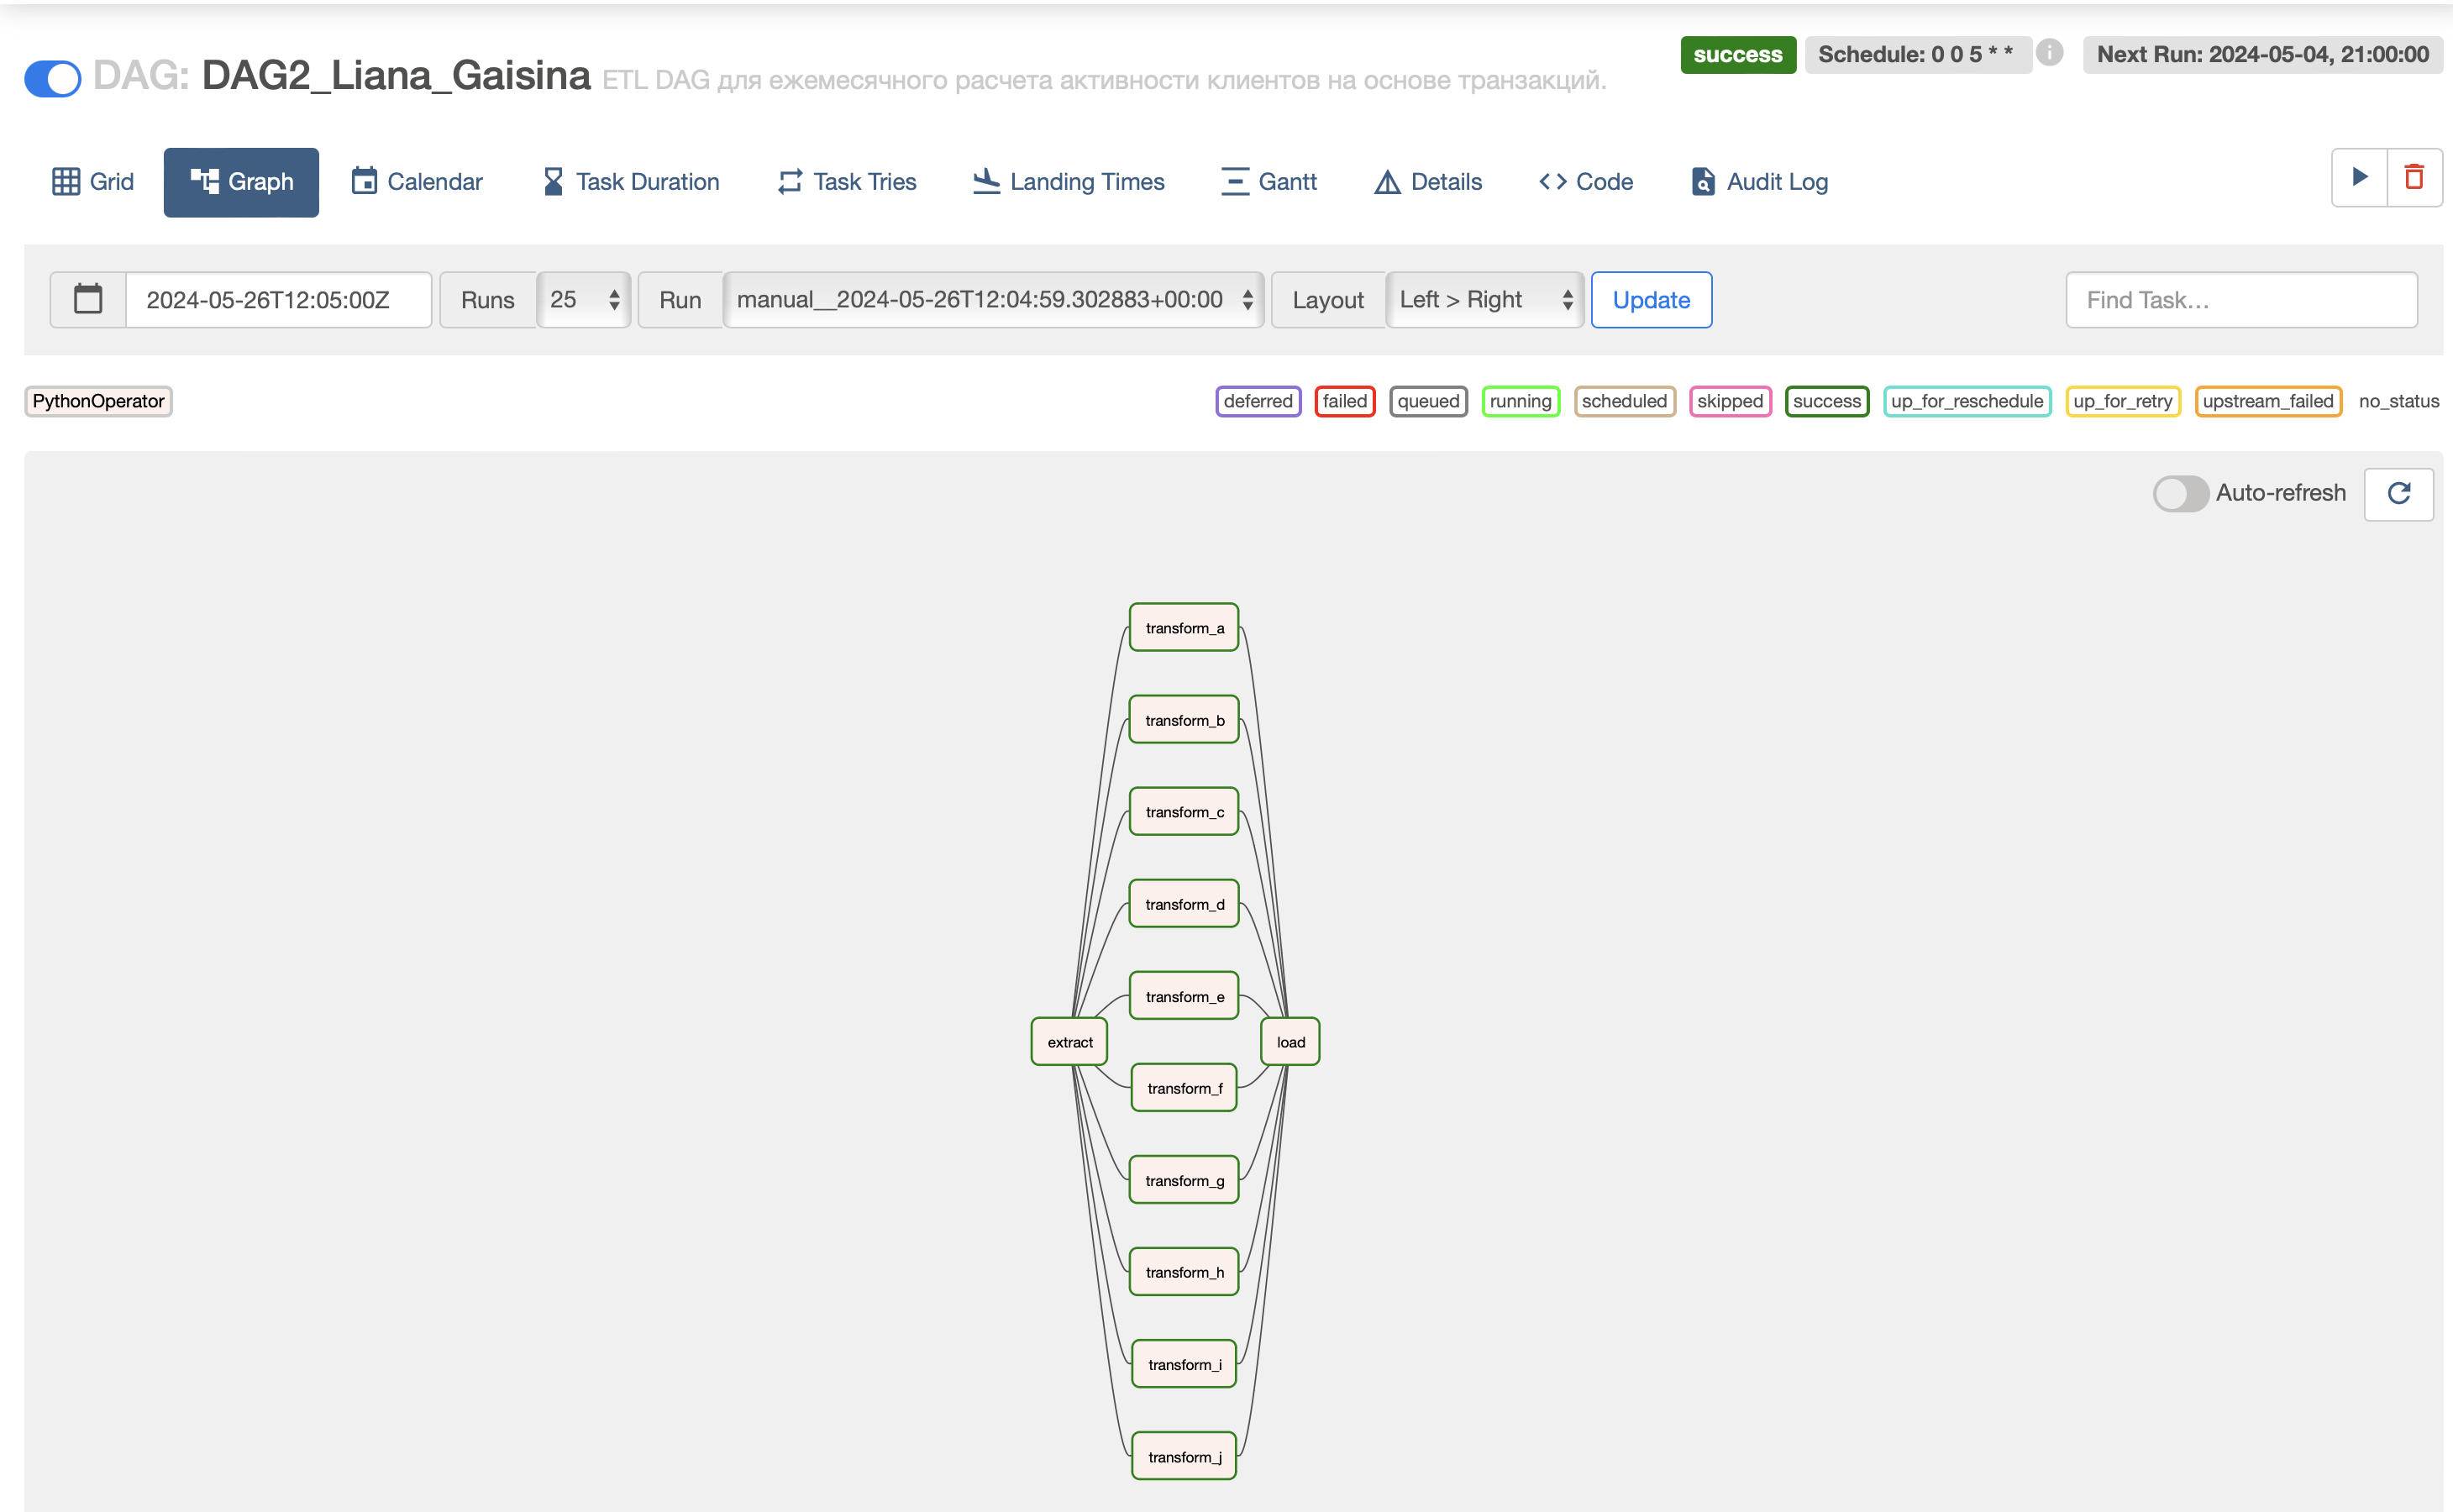 DAG: DAG2_Liana_Gaisina ETL DAG для ежемесячного расчета активности клиентов на основе транзакций.
success Schedule: 0 0 5 * * Next Run: 2024-05-04, 21:00:00
Grid Graph Calendar Task Duration Task Tries Landing Times Gantt Details Code Audit Log
2024-05-26T12:05:00Z Runs 25 Run manual__2024-05-26T12:04:59.302883+00:00 Layout Left > Right Update Find Task...
PythonOperator deferred failed queued running scheduled skipped success up_for_reschedule up_for_retry upstream_failed no_status
Auto-refresh
transform_a
transform_b
transform_c
transform_d
transform_e
extract load
transform_f
transform_g
transform_h
transform_i
transform_j